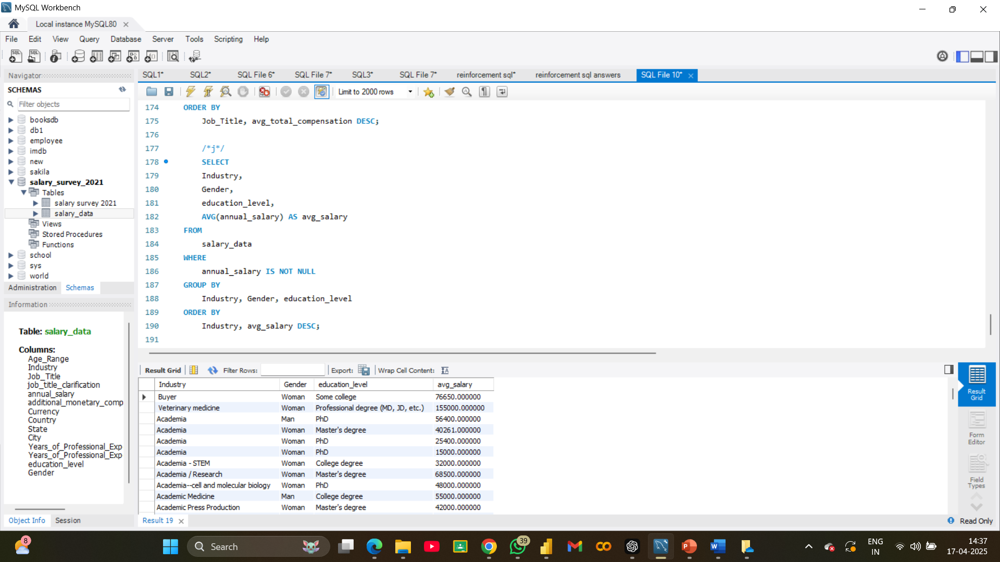 MySQL Workbench
Local instance MySQL80
File Edit View Query Database Server Tools Scripting Help
Navigator
SCHEMAS
Filter objects
booksdb
db1
employee
imdb
new
sakila
salary_survey_2021
Tables
salary survey 2021
salary_data
Views
Stored Procedures
Functions
school
sys
world
Administration Schemas
Information
Table: salary_data
Columns:
Age_Range
Industry
Job_Title
job_title_clarification
annual_salary
additional_monetary_comp
Currency
Country
State
City
Years_of_Professional_Exp
Years_of_Professional_Exp
education_level
Gender
Object Info Session
SQL1* SQL2* SQL File 6* SQL File 7* SQL3* SQL File 7* reinforcement sql* reinforcement sql answers SQL File 10*
Limit to 2000 rows
174 ORDER BY
175 Job_Title, avg_total_compensation DESC;
176
177 /*j*/
178 SELECT
179 Industry,
180 Gender,
181 education_level,
182 AVG(annual_salary) AS avg_salary
183 FROM
184 salary_data
185 WHERE
186 annual_salary IS NOT NULL
187 GROUP BY
188 Industry, Gender, education_level
189 ORDER BY
190 Industry, avg_salary DESC;
191
Result Grid Filter Rows: Export: Wrap Cell Content:
Industry Gender education_level avg_salary
Buyer Woman Some college 76650.000000
Veterinary medicine Woman Professional degree (MD, JD, etc.) 155000.000000
Academia Man PhD 56400.000000
Academia Woman Master's degree 40261.000000
Academia Woman PhD 25400.000000
Academia Woman PhD 15000.000000
Academia - STEM Woman College degree 32000.000000
Academia / Research Woman Master's degree 68500.000000
Academia--cell and molecular biology Woman PhD 48000.000000
Academic Medicine Man College degree 55000.000000
Academic Press Production Woman Master's degree 42000.000000
Result Grid
Form Editor
Field Types
Result 19
Read Only
8
Search
39
ENG IN
14:37
17-04-2025